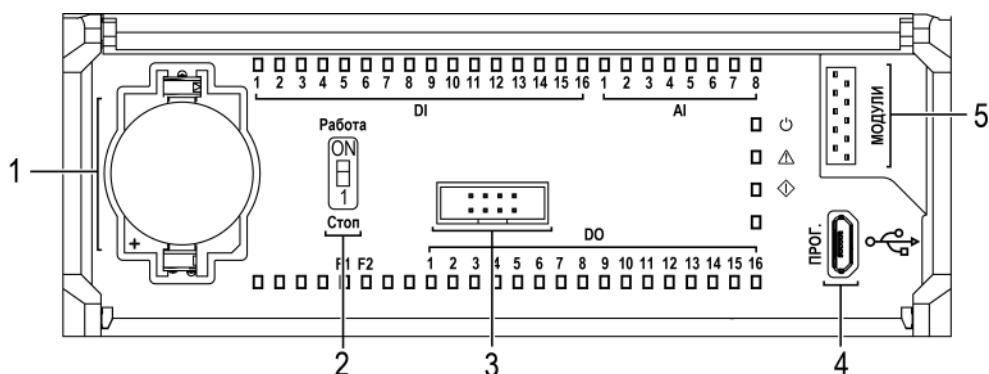 1 2 3 4 5 6 7 8 9 10 11 12 13 14 15 16 1 2 3 4 5 6 7 8
DI AI
Работа
ON
1
Стоп
МОДУЛИ
5
1
+
DO
F1 F2 1 2 3 4 5 6 7 8 9 10 11 12 13 14 15 16
ПРОГ.
2 3 4